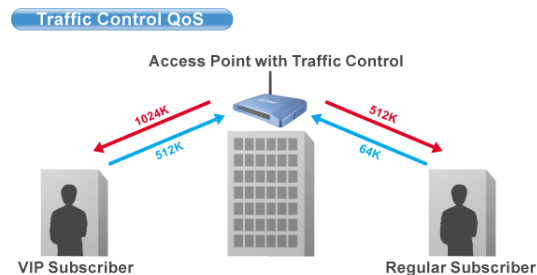 Traffic Control QoS
Access Point with Traffic Control
1024K
512K
512K
64K
VIP Subscriber
Regular Subscriber